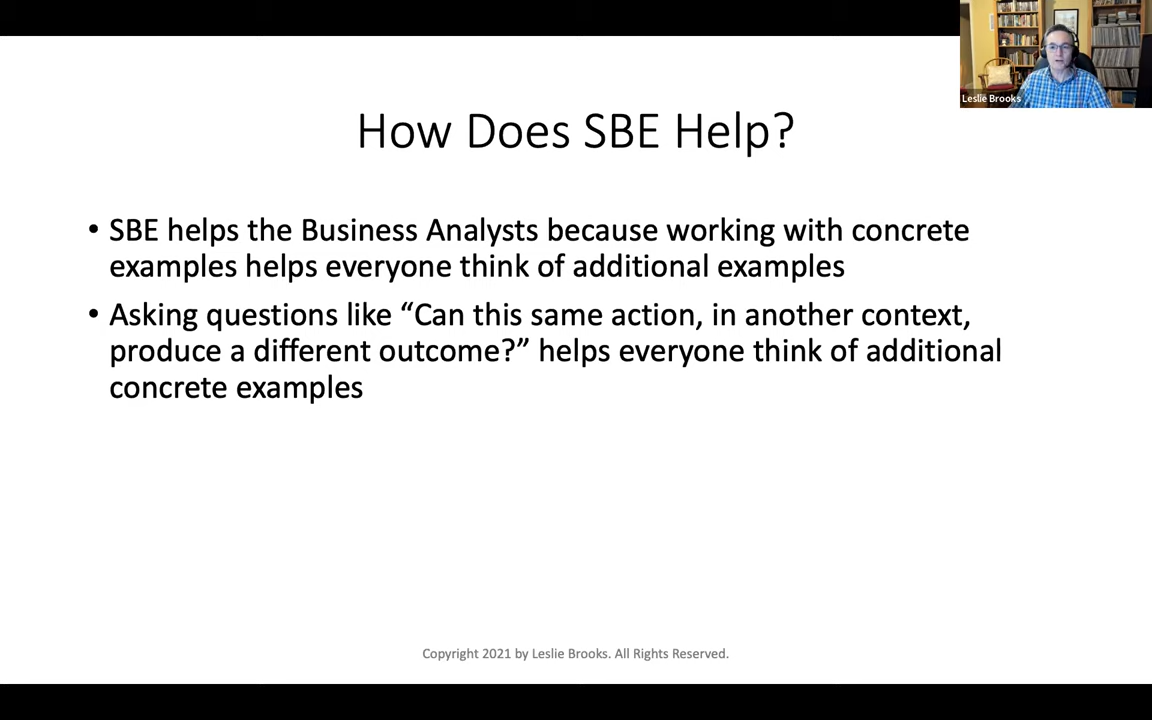 Leslie Brooks
How Does SBE Help?
• SBE helps the Business Analysts because working with concrete
examples helps everyone think of additional examples
• Asking questions like “Can this same action, in another context,
produce a different outcome?” helps everyone think of additional
concrete examples
Copyright 2021 by Leslie Brooks. All Rights Reserved.